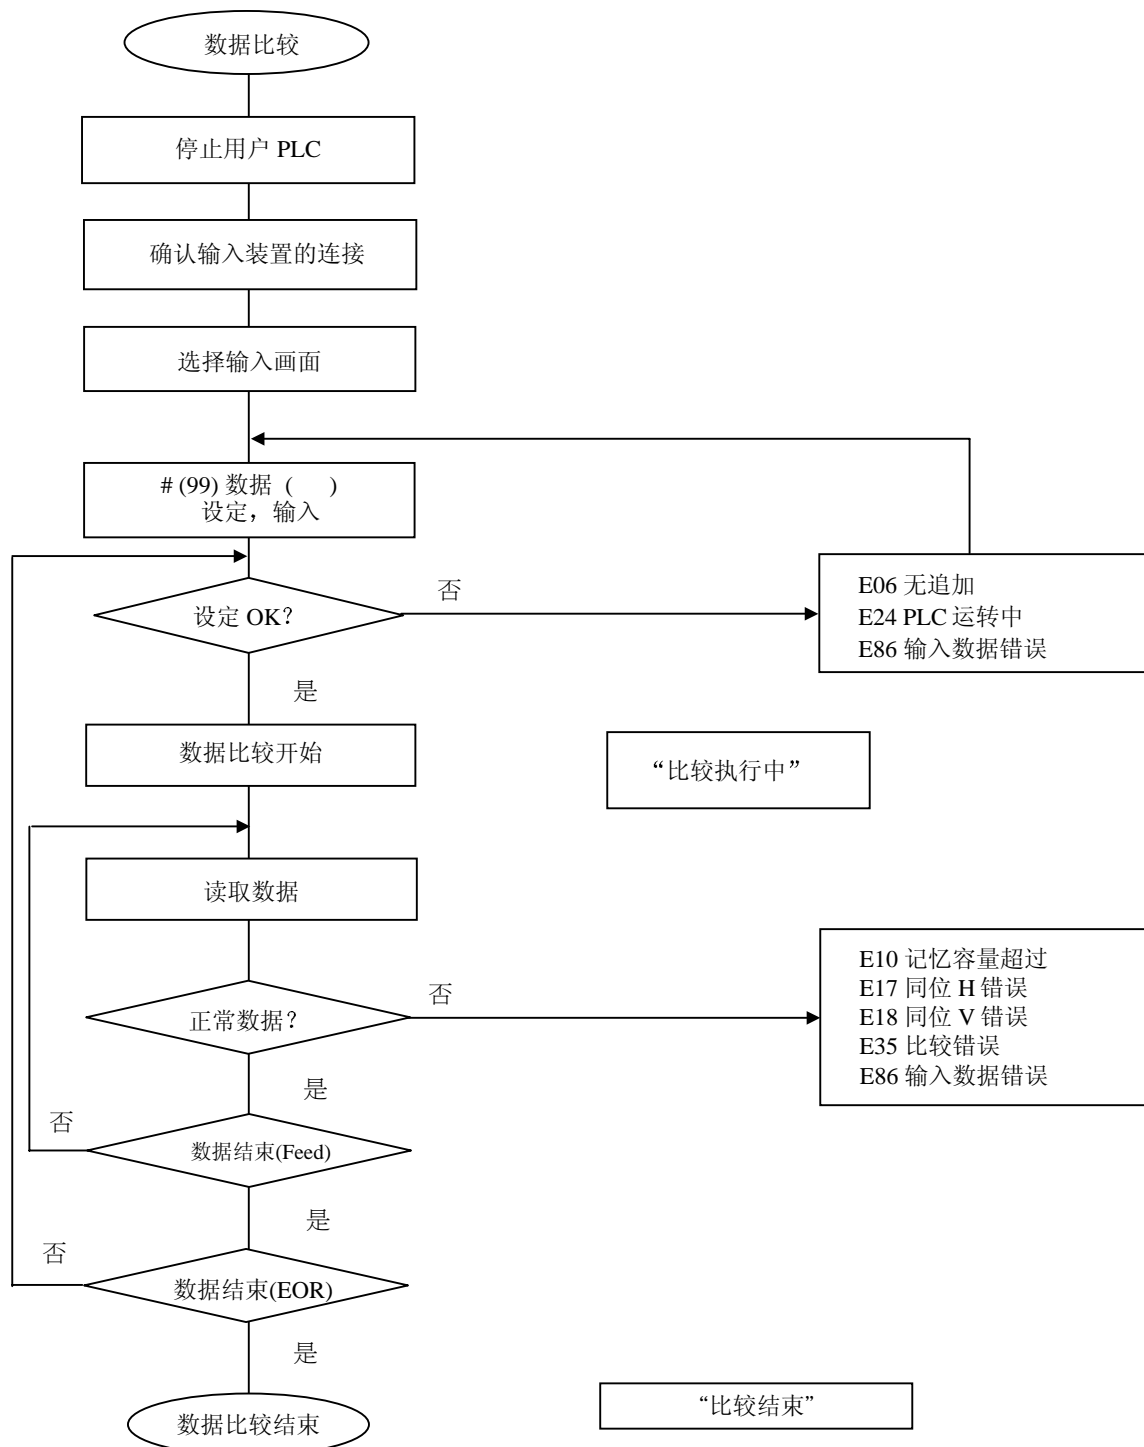 数据比较
停止用户 PLC
确认输入装置的连接
选择输入画面
# (99) 数据 (    )
设定，输入
设定 OK？
否
E06 无追加
E24 PLC 运转中
E86 输入数据错误
是
数据比较开始
“比较执行中”
读取数据
正常数据？
否
E10 记忆容量超过
E17 同位 H 错误
E18 同位 V 错误
E35 比较错误
E86 输入数据错误
是
否
数据结束(Feed)
是
否
数据结束(EOR)
是
数据比较结束
“比较结束”